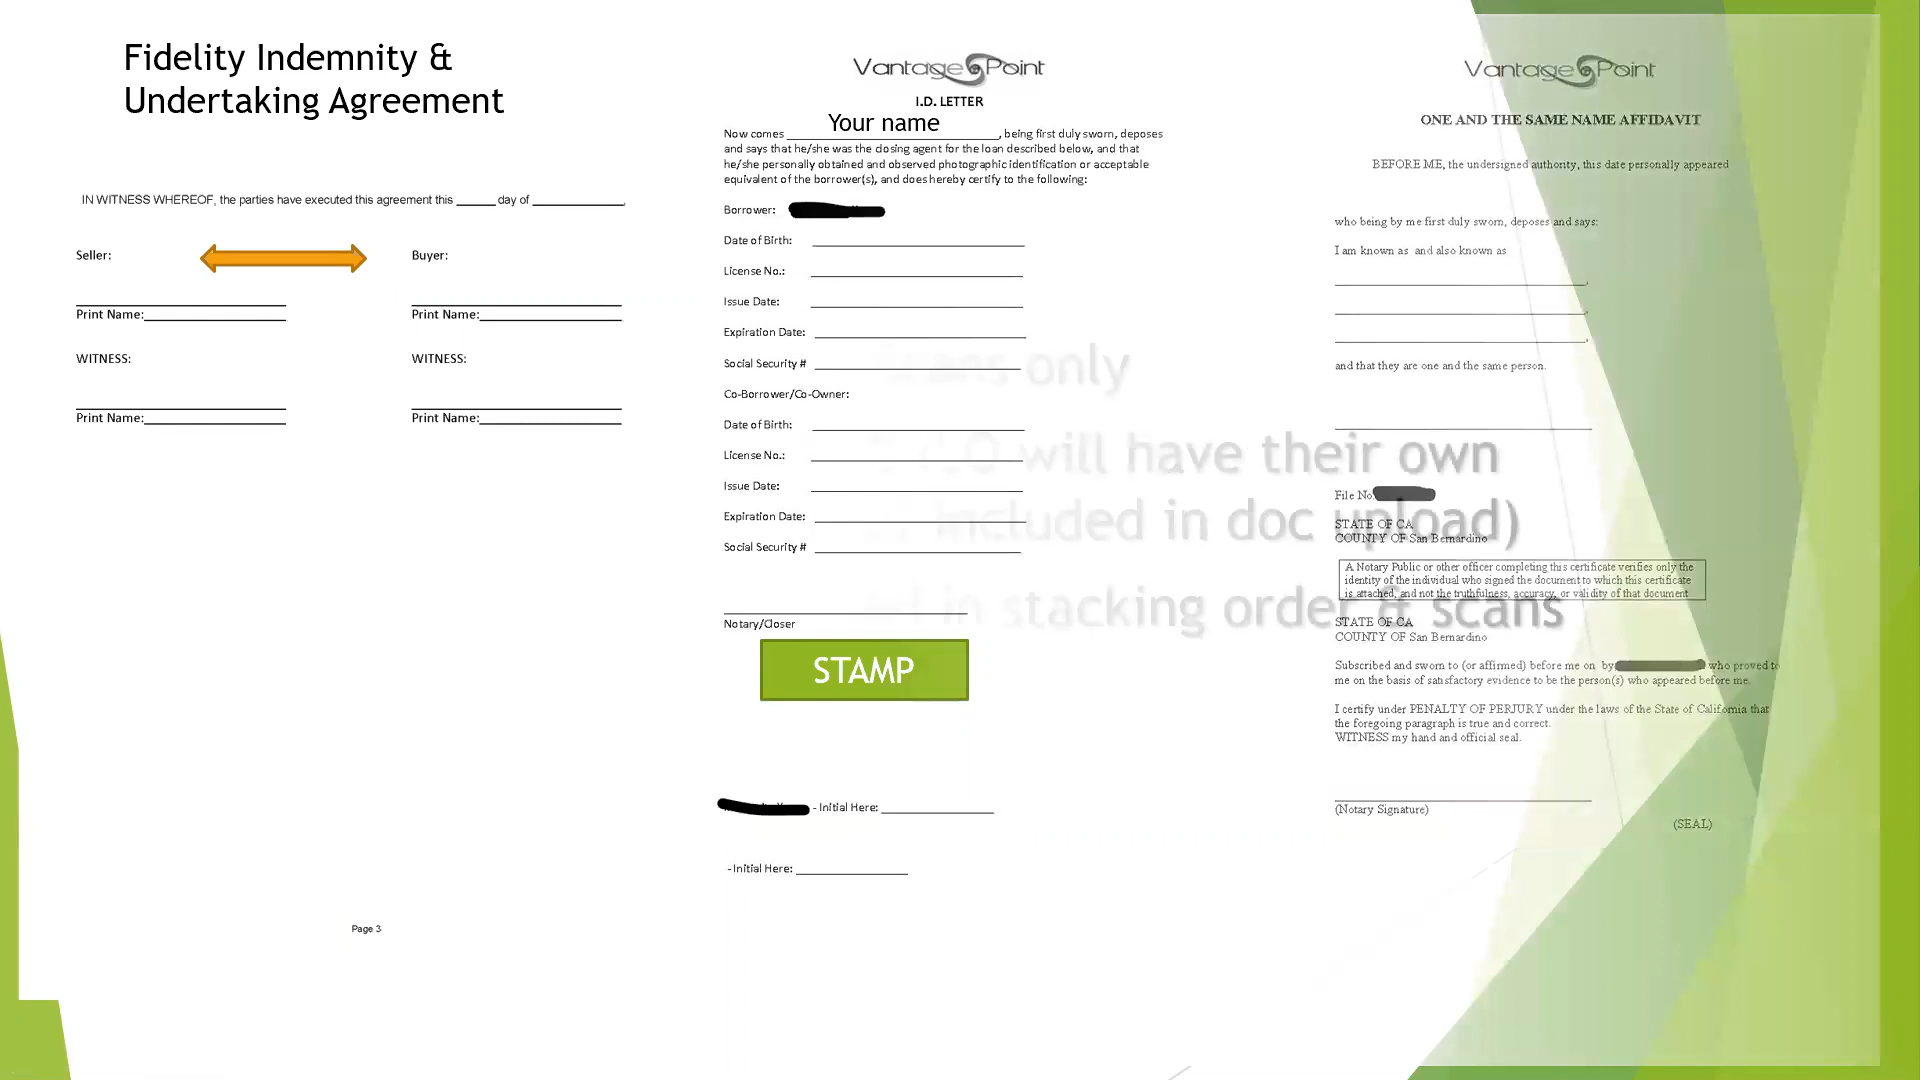 Fidelity Indemnity &
Undertaking Agreement
IN WITNESS WHEREOF, the parties have executed this agreement this ______ day of ______________.
Seller:
Buyer:
Print Name:
Print Name:
WITNESS:
WITNESS:
Print Name:
Print Name:
Page 3
Vantage Point
I.D. LETTER
Your name
Now comes ______________, being first duly sworn, deposes
and says that he/she was the closing agent for the loan described below, and that
he/she personally obtained and observed photographic identification or acceptable
equivalent of the borrower(s), and does hereby certify to the following:
Borrower:
Date of Birth:
License No.:
Issue Date:
Expiration Date:
Social Security #
Co-Borrower/Co-Owner:
Date of Birth:
License No.:
Issue Date:
Expiration Date:
Social Security #
Notary/Closer
STAMP
- Initial Here:
- Initial Here:
only
will have their own
included in doc upload)
in stacking order & scans
Vantage Point
ONE AND THE SAME NAME AFFIDAVIT
BEFORE ME, the undersigned authority, this date personally appeared
who being by me first duly sworn, deposes and says:
I am known as and also known as
and that they are one and the same person.
File No.
STATE OF CA
COUNTY OF San Bernardino
A Notary Public or other officer completing this certificate verifies only the
identity of the individual who signed the document to which this certificate
is attached, and not the truthfulness, accuracy, or validity of that document
STATE OF CA
COUNTY OF San Bernardino
Subscribed and sworn to (or affirmed) before me on by who proved to
me on the basis of satisfactory evidence to be the person(s) who appeared before me.
I certify under PENALTY OF PERJURY under the laws of the State of California that
the foregoing paragraph is true and correct.
WITNESS my hand and official seal.
(Notary Signature)
(SEAL)